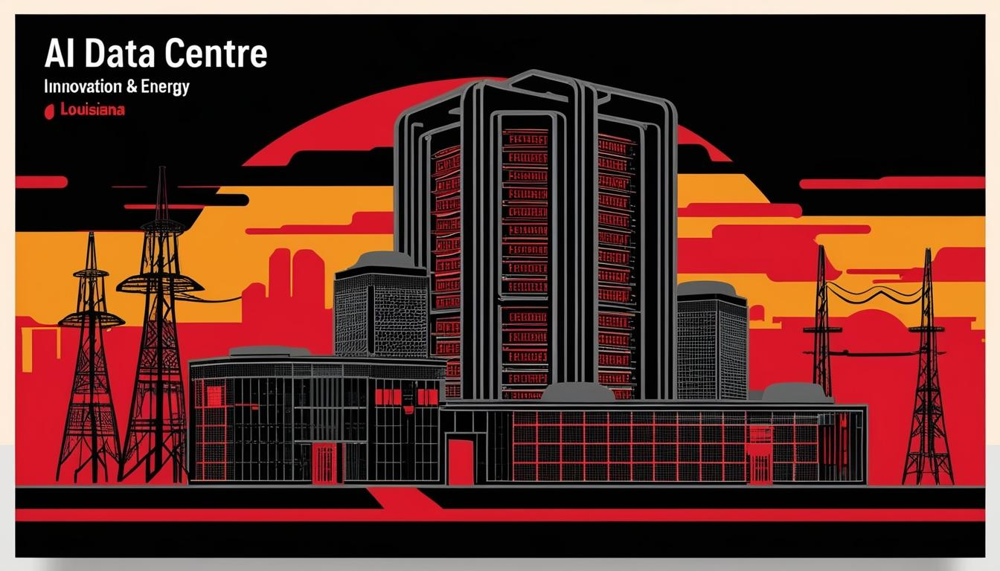 AI Data Centre
Innovation & Energy
Louisiana